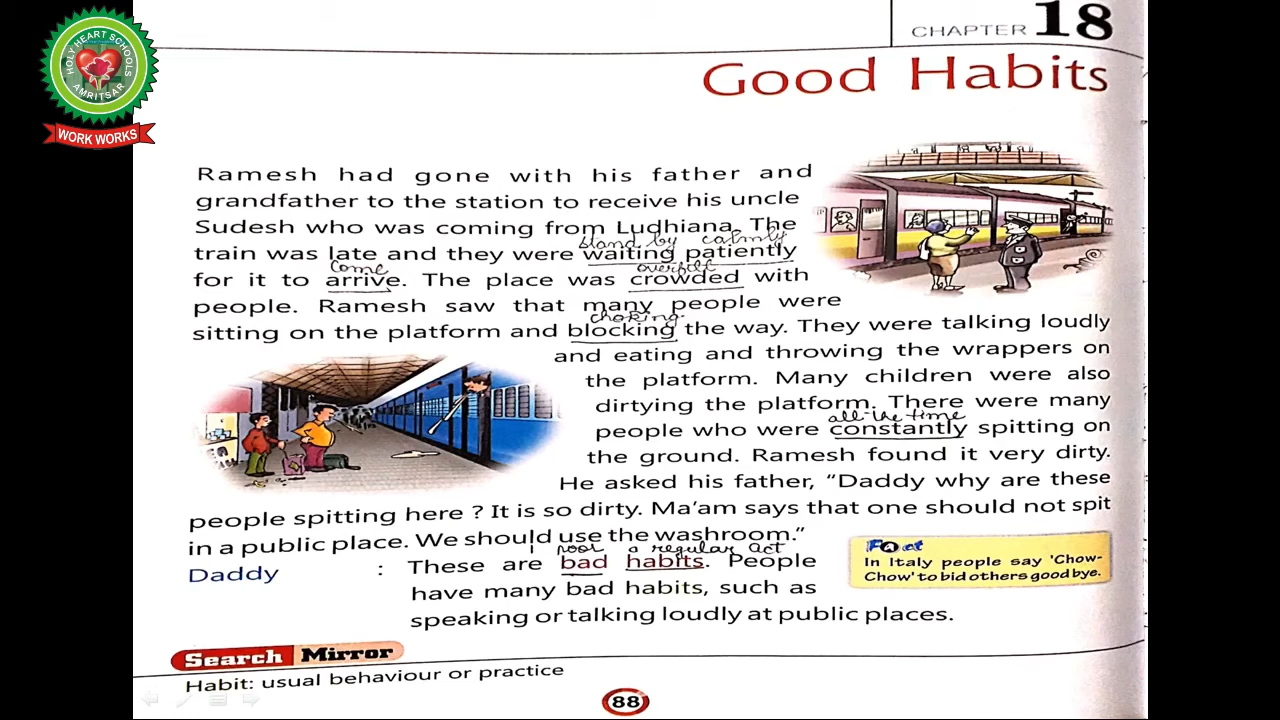 HOLY HEART SCHOOLS
AMRITSAR
WORK WORKS
CHAPTER 18
Good Habits
Ramesh had gone with his father and
grandfather to the station to receive his uncle
Sudesh who was coming from Ludhiana. The
stand by calmly
train was late and they were waiting patiently
come overfilt
for it to arrive. The place was crowded with
people. Ramesh saw that many people were
choking
sitting on the platform and blocking the way. They were talking loudly
and eating and throwing the wrappers on
the platform. Many children were also
dirtying the platform. There were many
all the time
people who were constantly spitting on
the ground. Ramesh found it very dirty.
He asked his father, “Daddy why are these
people spitting here ? It is so dirty. Ma'am says that one should not spit
in a public place. We should use the washroom.”
poor a regular act
Daddy : These are bad habits. People
have many bad habits, such as
speaking or talking loudly at public places.
Fact
In Italy people say 'Chow-
Chow' to bid others good bye.
Search Mirror
Habit: usual behaviour or practice
88